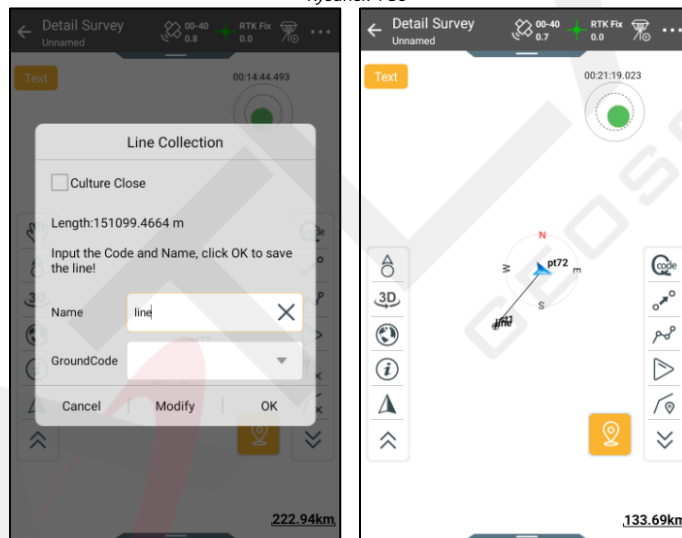 Detail Survey
Unnamed
00-40
0.8
RTK Fix
0.0
Text
00:14:44.493
Line Collection
Culture Close
Length:151099.4664 m
Input the Code and Name, click OK to save
the line!
Name
line
GroundCode
Cancel
Modify
OK
3D
222.94km
Detail Survey
Unnamed
00-40
0.7
RTK Fix
0.0
Text
00:21:19.023
N
W
pt72
E
S
line
Code
3D
133.69km
GEOS